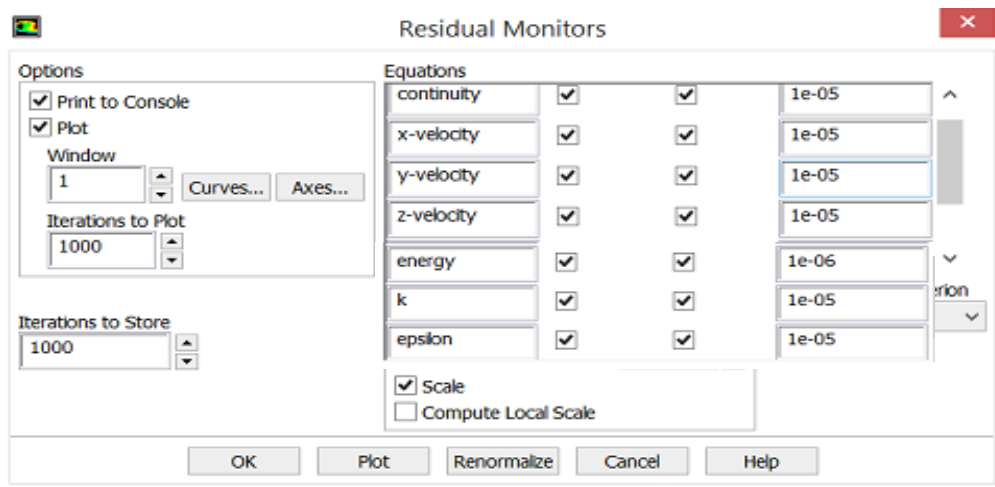 Residual Monitors
Options
Print to Console
Plot
Window
1
Curves...
Axes...
Iterations to Plot
1000
Iterations to Store
1000
Equations
continuity 1e-05
x-velocity 1e-05
y-velocity 1e-05
z-velocity 1e-05
energy 1e-06
k 1e-05
epsilon 1e-05
Scale
Compute Local Scale
OK
Plot
Renormalize
Cancel
Help